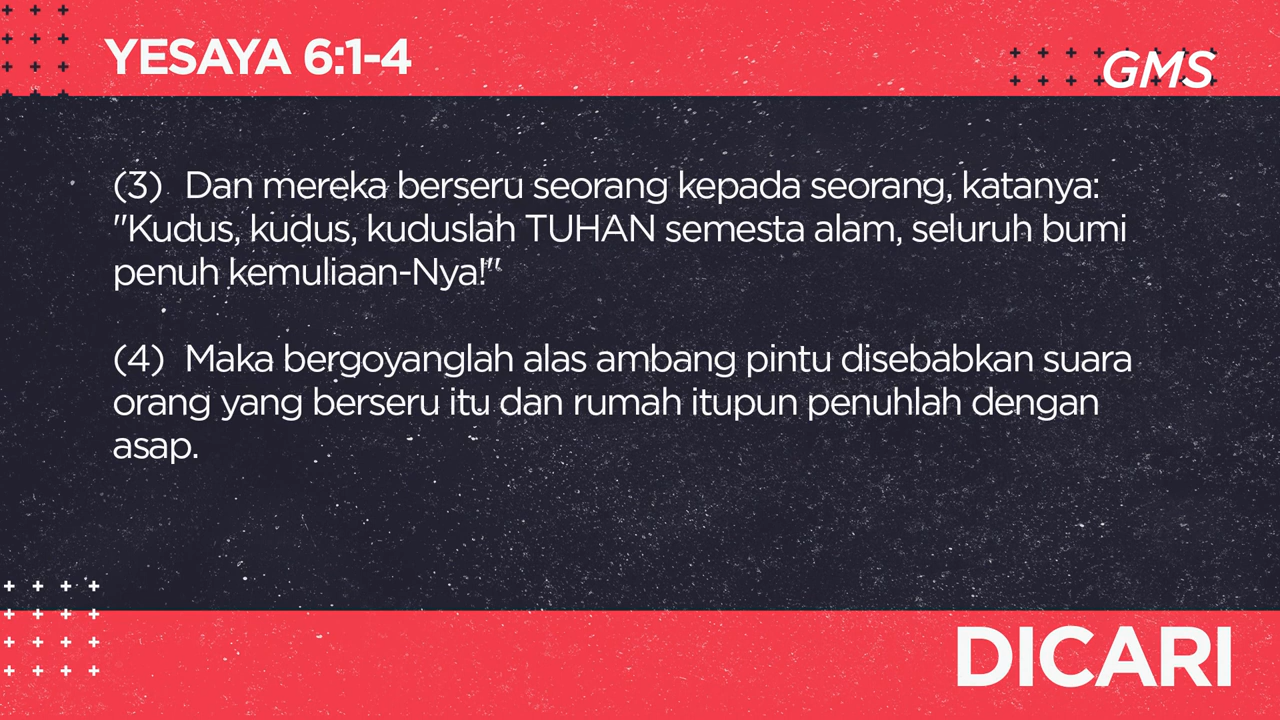 YESAYA 6:1-4
GMS
(3) Dan mereka berseru seorang kepada seorang, katanya:
"Kudus, kudus, kuduslah TUHAN semesta alam, seluruh bumi
penuh kemuliaan-Nya!"
(4) Maka bergoyanglah alas ambang pintu disebabkan suara
orang yang berseru itu dan rumah itupun penuhlah dengan
asap.
DICARI